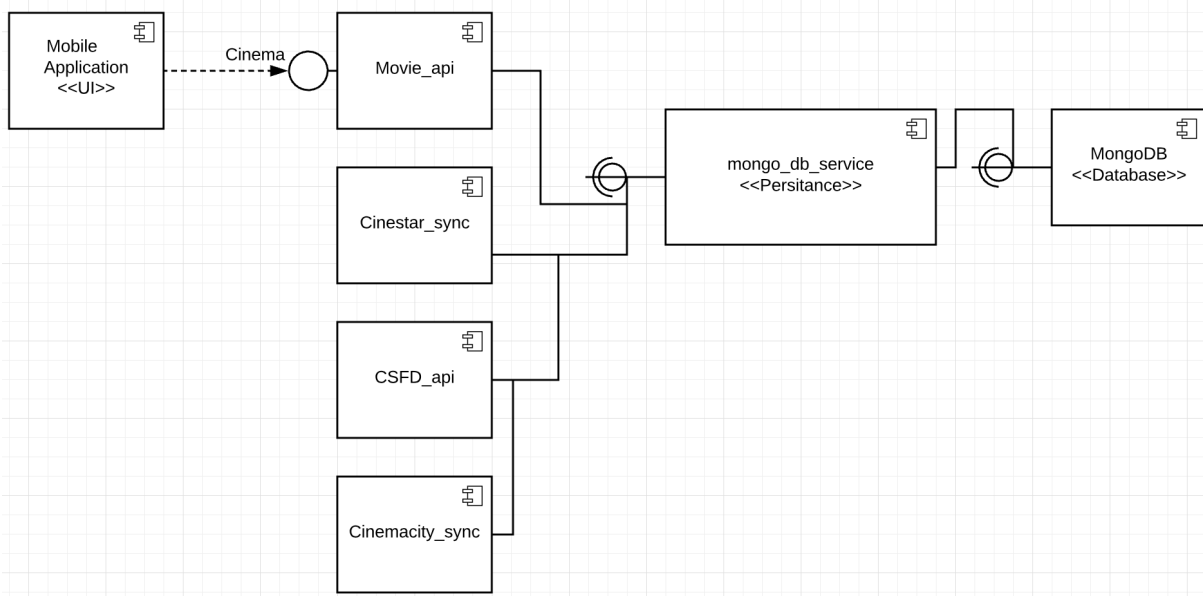 Mobile
Application
<<UI>>
Cinema
Movie_api
Cinestar_sync
CSFD_api
Cinemacity_sync
mongo_db_service
<<Persitance>>
MongoDB
<<Database>>